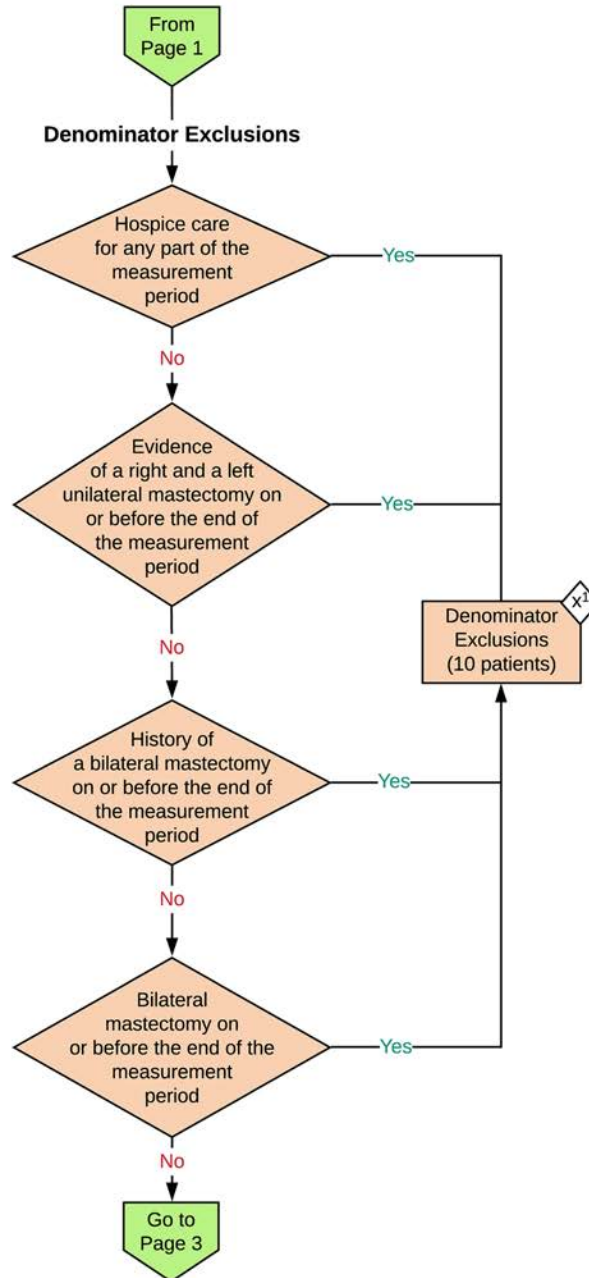 From
Page 1
Denominator Exclusions
Hospice care
for any part of the
measurement
period
Yes
No
Evidence
of a right and a left
unilateral mastectomy on
or before the end of
the measurement
period
Yes
x¹
Denominator
Exclusions
(10 patients)
No
History of
a bilateral mastectomy
on or before the end of
the measurement
period
Yes
No
Bilateral
mastectomy on
or before the end of the
measurement
period
Yes
No
Go to
Page 3